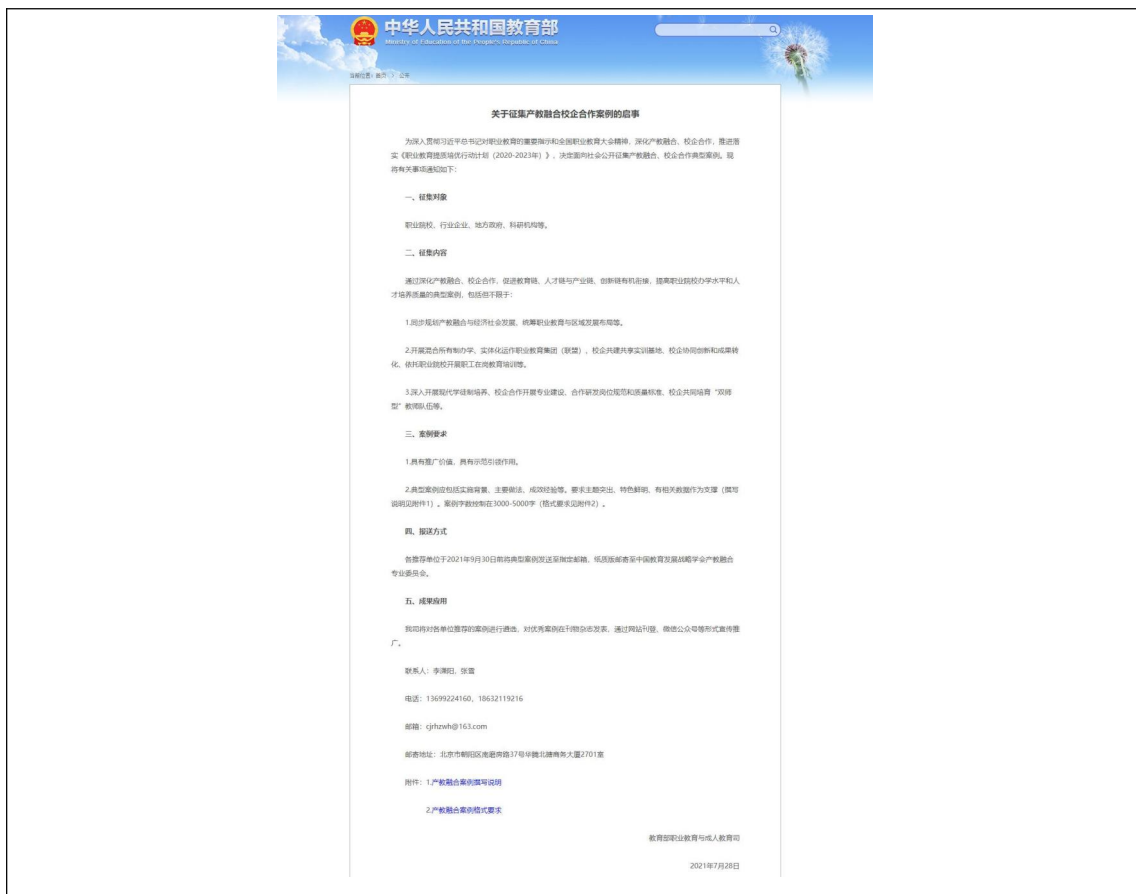 中华人民共和国教育部
Ministry of Education of the People's Republic of China
当前位置：首页 > 公开
关于征集产教融合校企合作案例的启事
为深入贯彻习近平总书记对职业教育的重要指示和全国职业教育大会精神，深化产教融合、校企合作，推进落
实《职业教育提质培优行动计划（2020-2023年）》，决定面向社会公开征集产教融合、校企合作典型案例。现
将有关事项通知如下：
一、征集对象
职业院校、行业企业、地方政府、科研机构等。
二、征集内容
通过深化产教融合、校企合作，促进教育链、人才链与产业链、创新链有机衔接，提高职业院校办学水平和人
才培养质量的典型案例，包括但不限于：
1.同步规划产教融合与经济社会发展，统筹职业教育与区域发展布局等。
2.开展混合所有制办学、实体化运作职业教育集团（联盟）、校企共建共享实训基地、校企协同创新和成果转
化、依托职业院校开展职工在岗教育培训等。
3.深入开展现代学徒制培养、校企合作开展专业建设、合作研发岗位规范和质量标准、校企共同培育“双师
型”教师队伍等。
三、案例要求
1.具有推广价值，具有示范引领作用。
2.典型案例应包括实施背景、主要做法、成效经验等。要求主题突出、特色鲜明、有相关数据作为支撑（撰写
说明见附件1）。案例字数控制在3000-5000字（格式要求见附件2）。
四、报送方式
各推荐单位于2021年9月30日前将典型案例发送至指定邮箱，纸质版邮寄至中国教育发展战略学会产教融合
专业委员会。
五、成果应用
我司将对各单位推荐的案例进行遴选，对优秀案例在刊物杂志发表，通过网站刊登、微信公众号等形式宣传推
广。
联系人：李 阳，张雷
电话：13699224160，18632119216
邮箱：cjrhzwh@163.com
邮寄地址：北京市朝阳区南磨房路37号华腾北搪商务大厦2701室
附件：1.产教融合案例撰写说明
2.产教融合案例格式要求
教育部职业教育与成人教育司
2021年7月28日